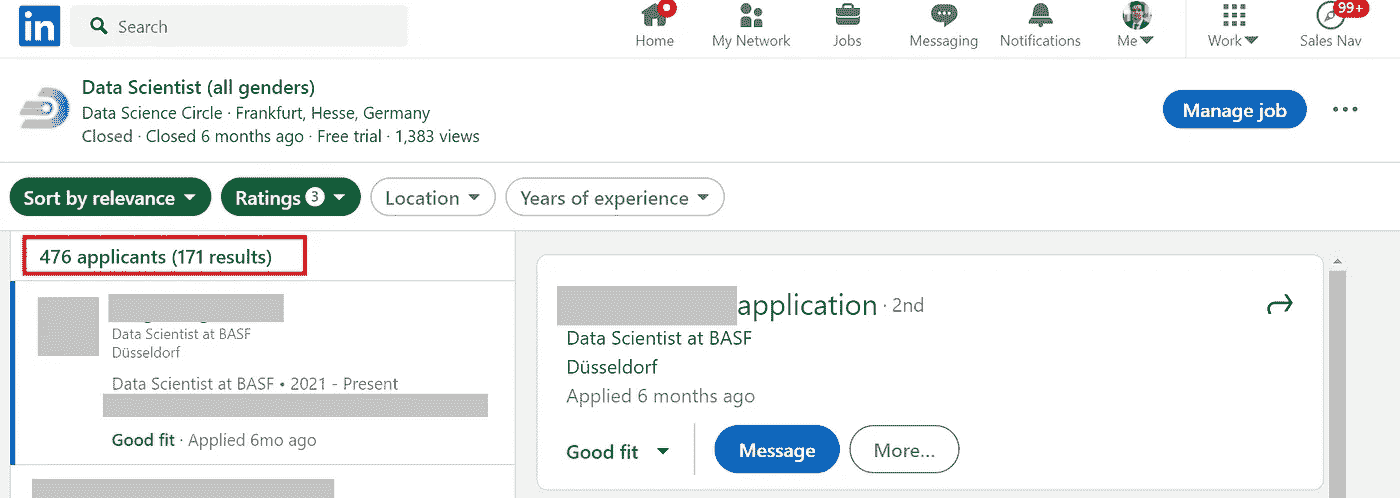 in
Search
Home
My Network
Jobs
Messaging
Notifications
Me
Work
99+
Sales Nav
Data Scientist (all genders)
Data Science Circle · Frankfurt, Hesse, Germany
Closed · Closed 6 months ago · Free trial · 1,383 views
Manage job
Sort by relevance
Ratings 3
Location
Years of experience
476 applicants (171 results)
Data Scientist at BASF
Düsseldorf
Data Scientist at BASF • 2021 - Present
Good fit · Applied 6mo ago
application · 2nd
Data Scientist at BASF
Düsseldorf
Applied 6 months ago
Good fit
Message
More...